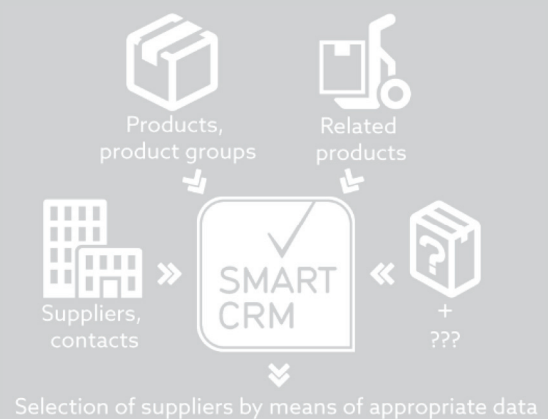 Products,
product groups
Related
products
Suppliers,
contacts
SMART
CRM
?
+
???
Selection of suppliers by means of appropriate data